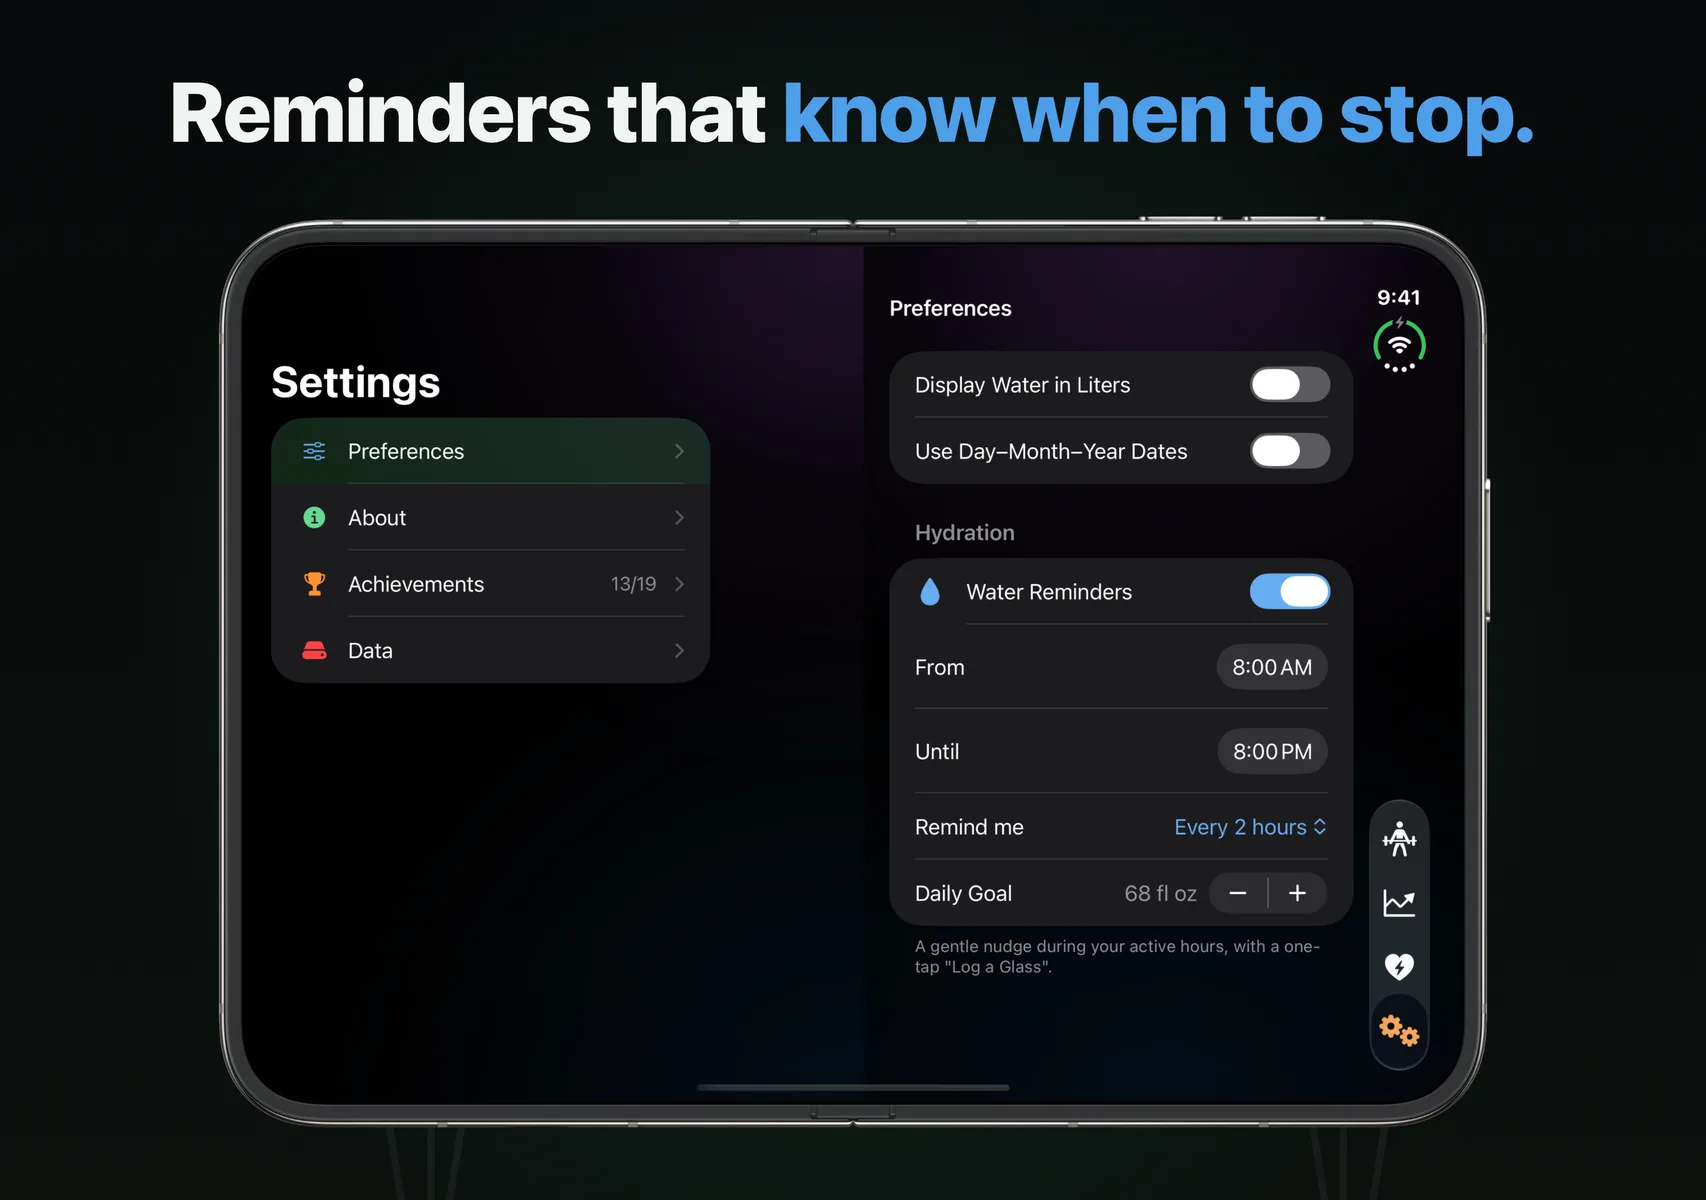 Reminders that know when to stop.
Settings
Preferences
About
Achievements 13/19
Data
Preferences
9:41
Display Water in Liters
Use Day–Month–Year Dates
Hydration
Water Reminders
From 8:00 AM
Until 8:00 PM
Remind me Every 2 hours
Daily Goal 68 fl oz − +
A gentle nudge during your active hours, with a one-
tap "Log a Glass".